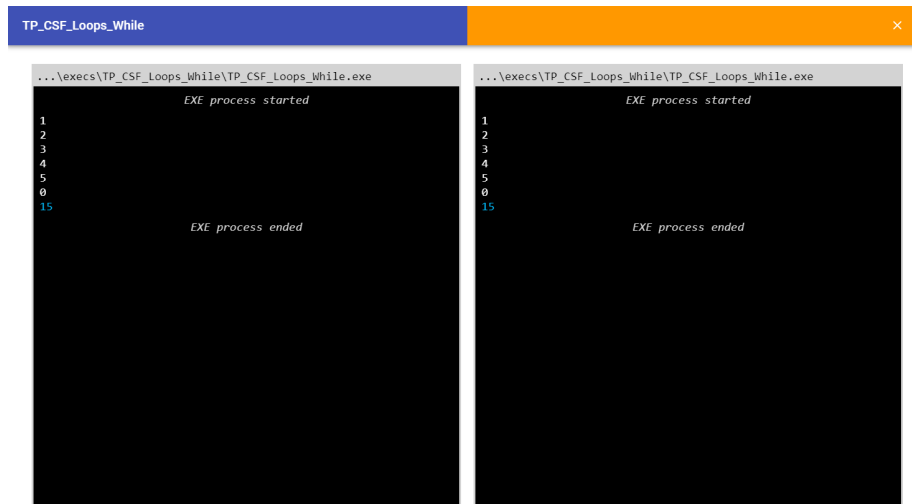 TP_CSF_Loops_While
×
...\execs\TP_CSF_Loops_While\TP_CSF_Loops_While.exe
EXE process started
1
2
3
4
5
0
15
EXE process ended
...\execs\TP_CSF_Loops_While\TP_CSF_Loops_While.exe
EXE process started
1
2
3
4
5
0
15
EXE process ended